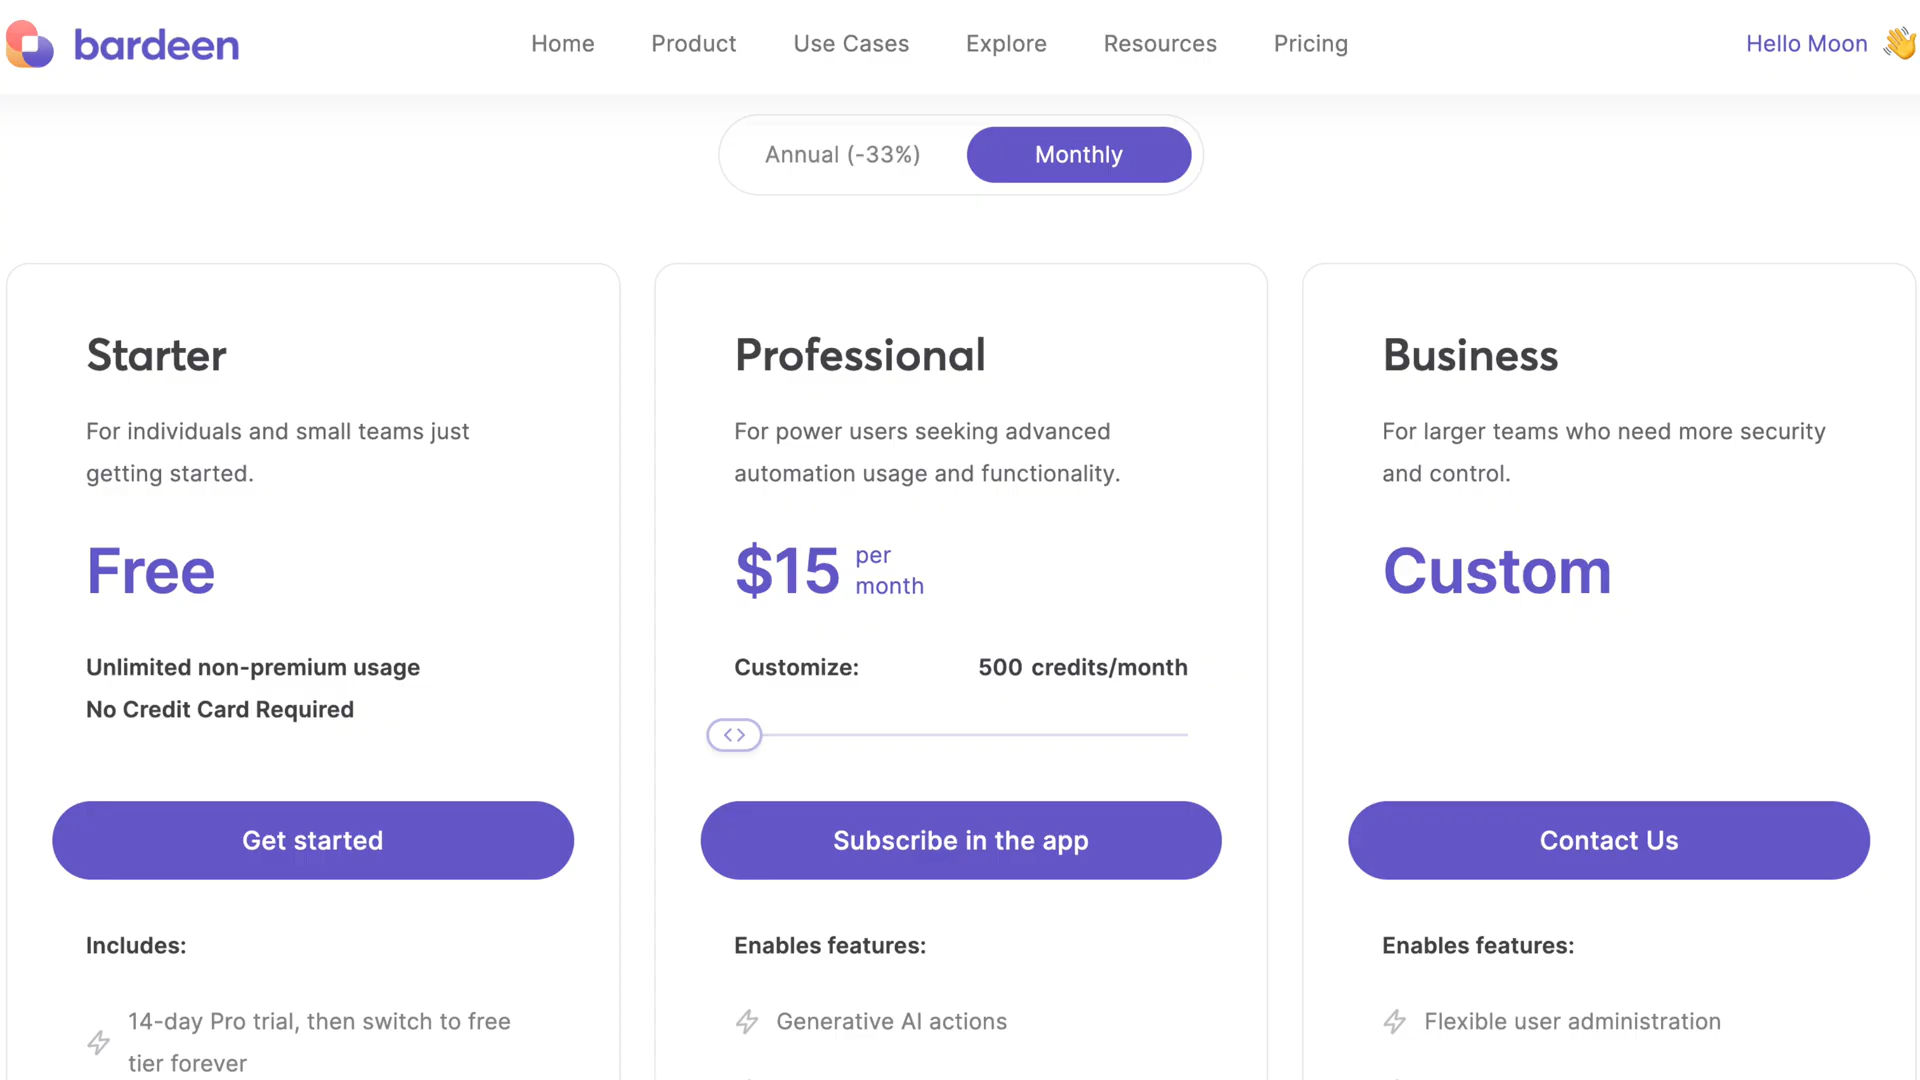 bardeen
Home
Product
Use Cases
Explore
Resources
Pricing
Hello Moon 👋
Annual (-33%)
Monthly
Starter
For individuals and small teams just
getting started.
Free
Unlimited non-premium usage
No Credit Card Required
Get started
Includes:
14-day Pro trial, then switch to free
tier forever
Professional
For power users seeking advanced
automation usage and functionality.
$15 per
month
Customize:
500 credits/month
Subscribe in the app
Enables features:
Generative AI actions
Business
For larger teams who need more security
and control.
Custom
Contact Us
Enables features:
Flexible user administration